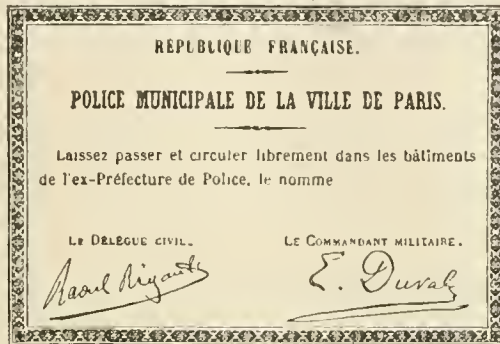 RÉPUBLIQUE FRANÇAISE.
POLICE MUNICIPALE DE LA VILLE DE PARIS.
Laissez passer et circuler librement dans les bâtiments
de l'ex-Préfecture de Police, le nomme
LE DÉLÉGUE CIVIL.
LE COMMANDANT MILITAIRE.
Raoul Rigault
E. Duval